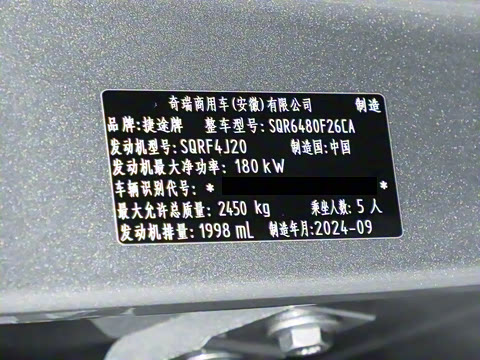 奇瑞商用车(安徽)有限公司 制造
品牌:捷途牌 整车型号:SQR6480F26CA
发动机型号:SQRF4J20 制造国:中国
发动机最大净功率: 180 kW
车辆识别代号: * *
最大允许总质量: 2450 kg 乘坐人数: 5 人
发动机排量: 1998 mL 制造年月:2024-09